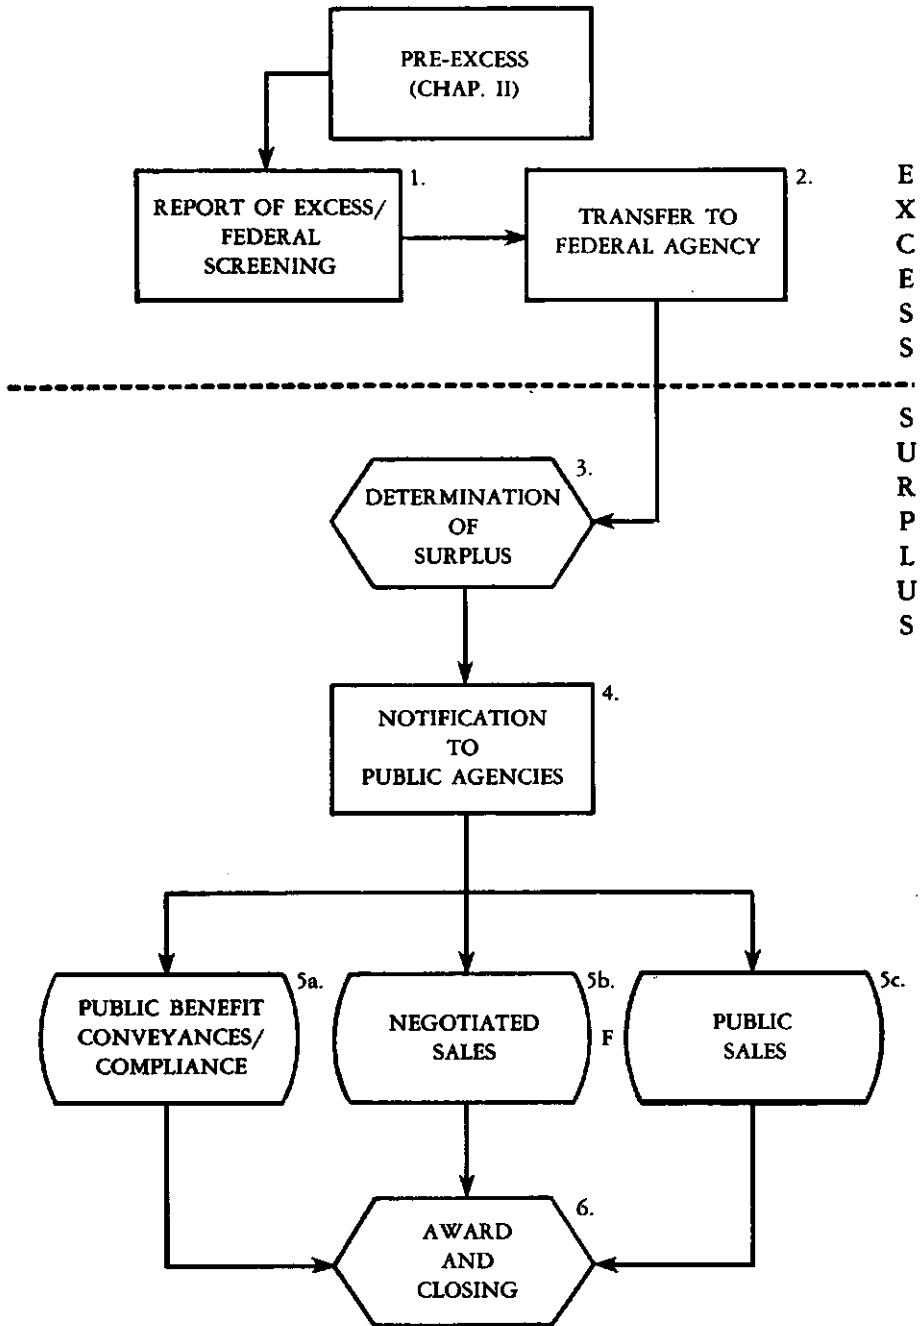 PRE-EXCESS
(CHAP. II)
1.
REPORT OF EXCESS/
FEDERAL
SCREENING
2.
TRANSFER TO
FEDERAL AGENCY
E
X
C
E
S
S
S
U
R
P
L
U
S
3.
DETERMINATION
OF
SURPLUS
4.
NOTIFICATION
TO
PUBLIC AGENCIES
5a.
PUBLIC BENEFIT
CONVEYANCES/
COMPLIANCE
5b.
NEGOTIATED
SALES
F
5c.
PUBLIC
SALES
6.
AWARD
AND
CLOSING